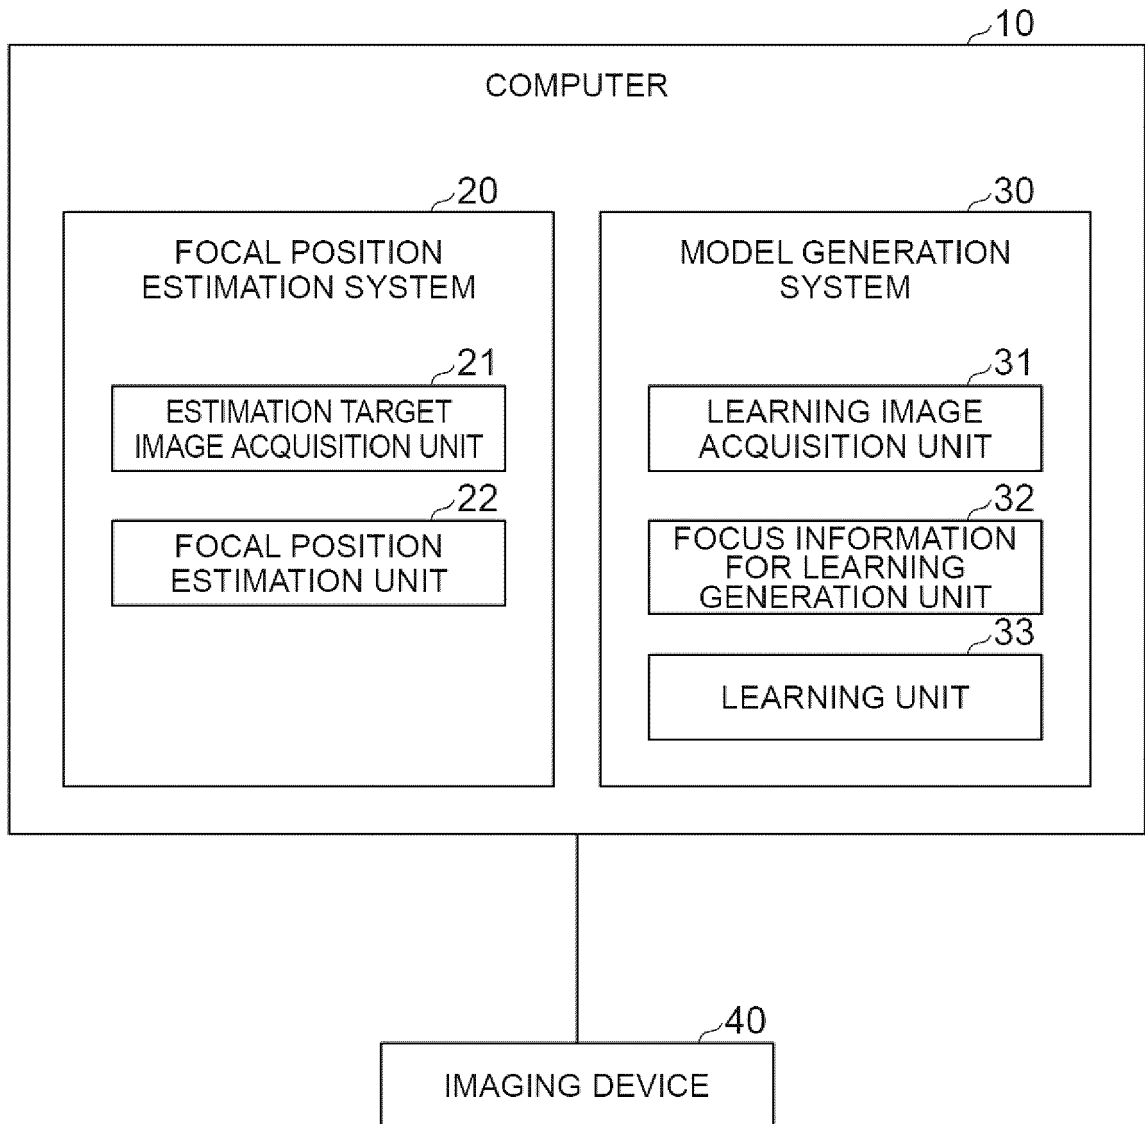 10
COMPUTER
20
FOCAL POSITION
ESTIMATION SYSTEM
21
ESTIMATION TARGET
IMAGE ACQUISITION UNIT
22
FOCAL POSITION
ESTIMATION UNIT
30
MODEL GENERATION
SYSTEM
31
LEARNING IMAGE
ACQUISITION UNIT
32
FOCUS INFORMATION
FOR LEARNING
GENERATION UNIT
33
LEARNING UNIT
40
IMAGING DEVICE